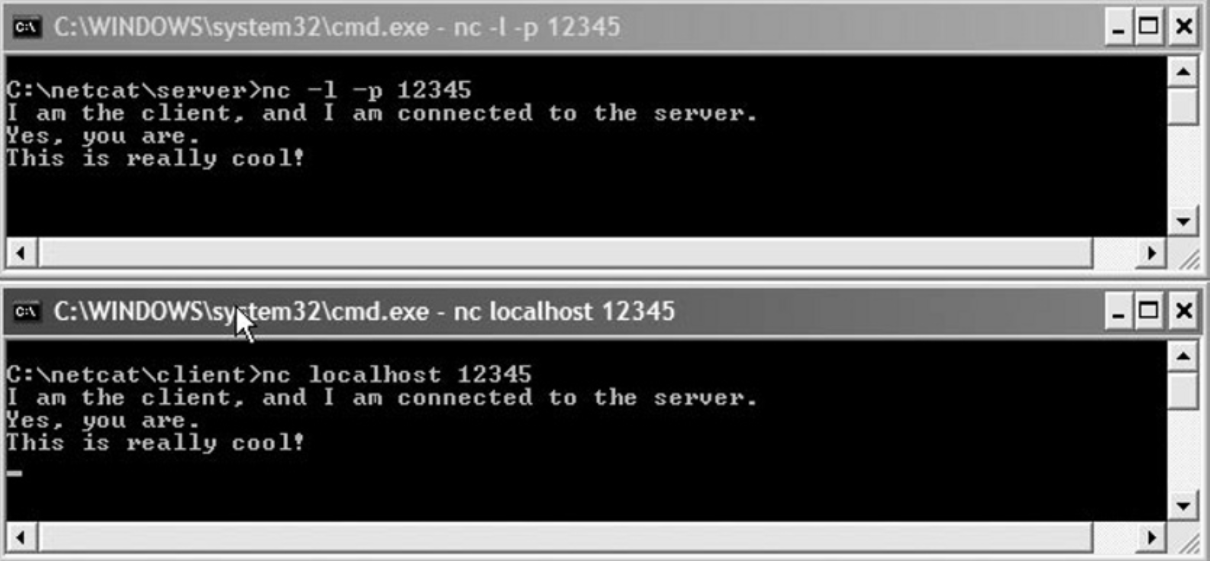 C:\WINDOWS\system32\cmd.exe - nc -l -p 12345
C:\netcat\server>nc -l -p 12345
I am the client, and I am connected to the server.
Yes, you are.
This is really cool!
C:\WINDOWS\system32\cmd.exe - nc localhost 12345
C:\netcat\client>nc localhost 12345
I am the client, and I am connected to the server.
Yes, you are.
This is really cool!